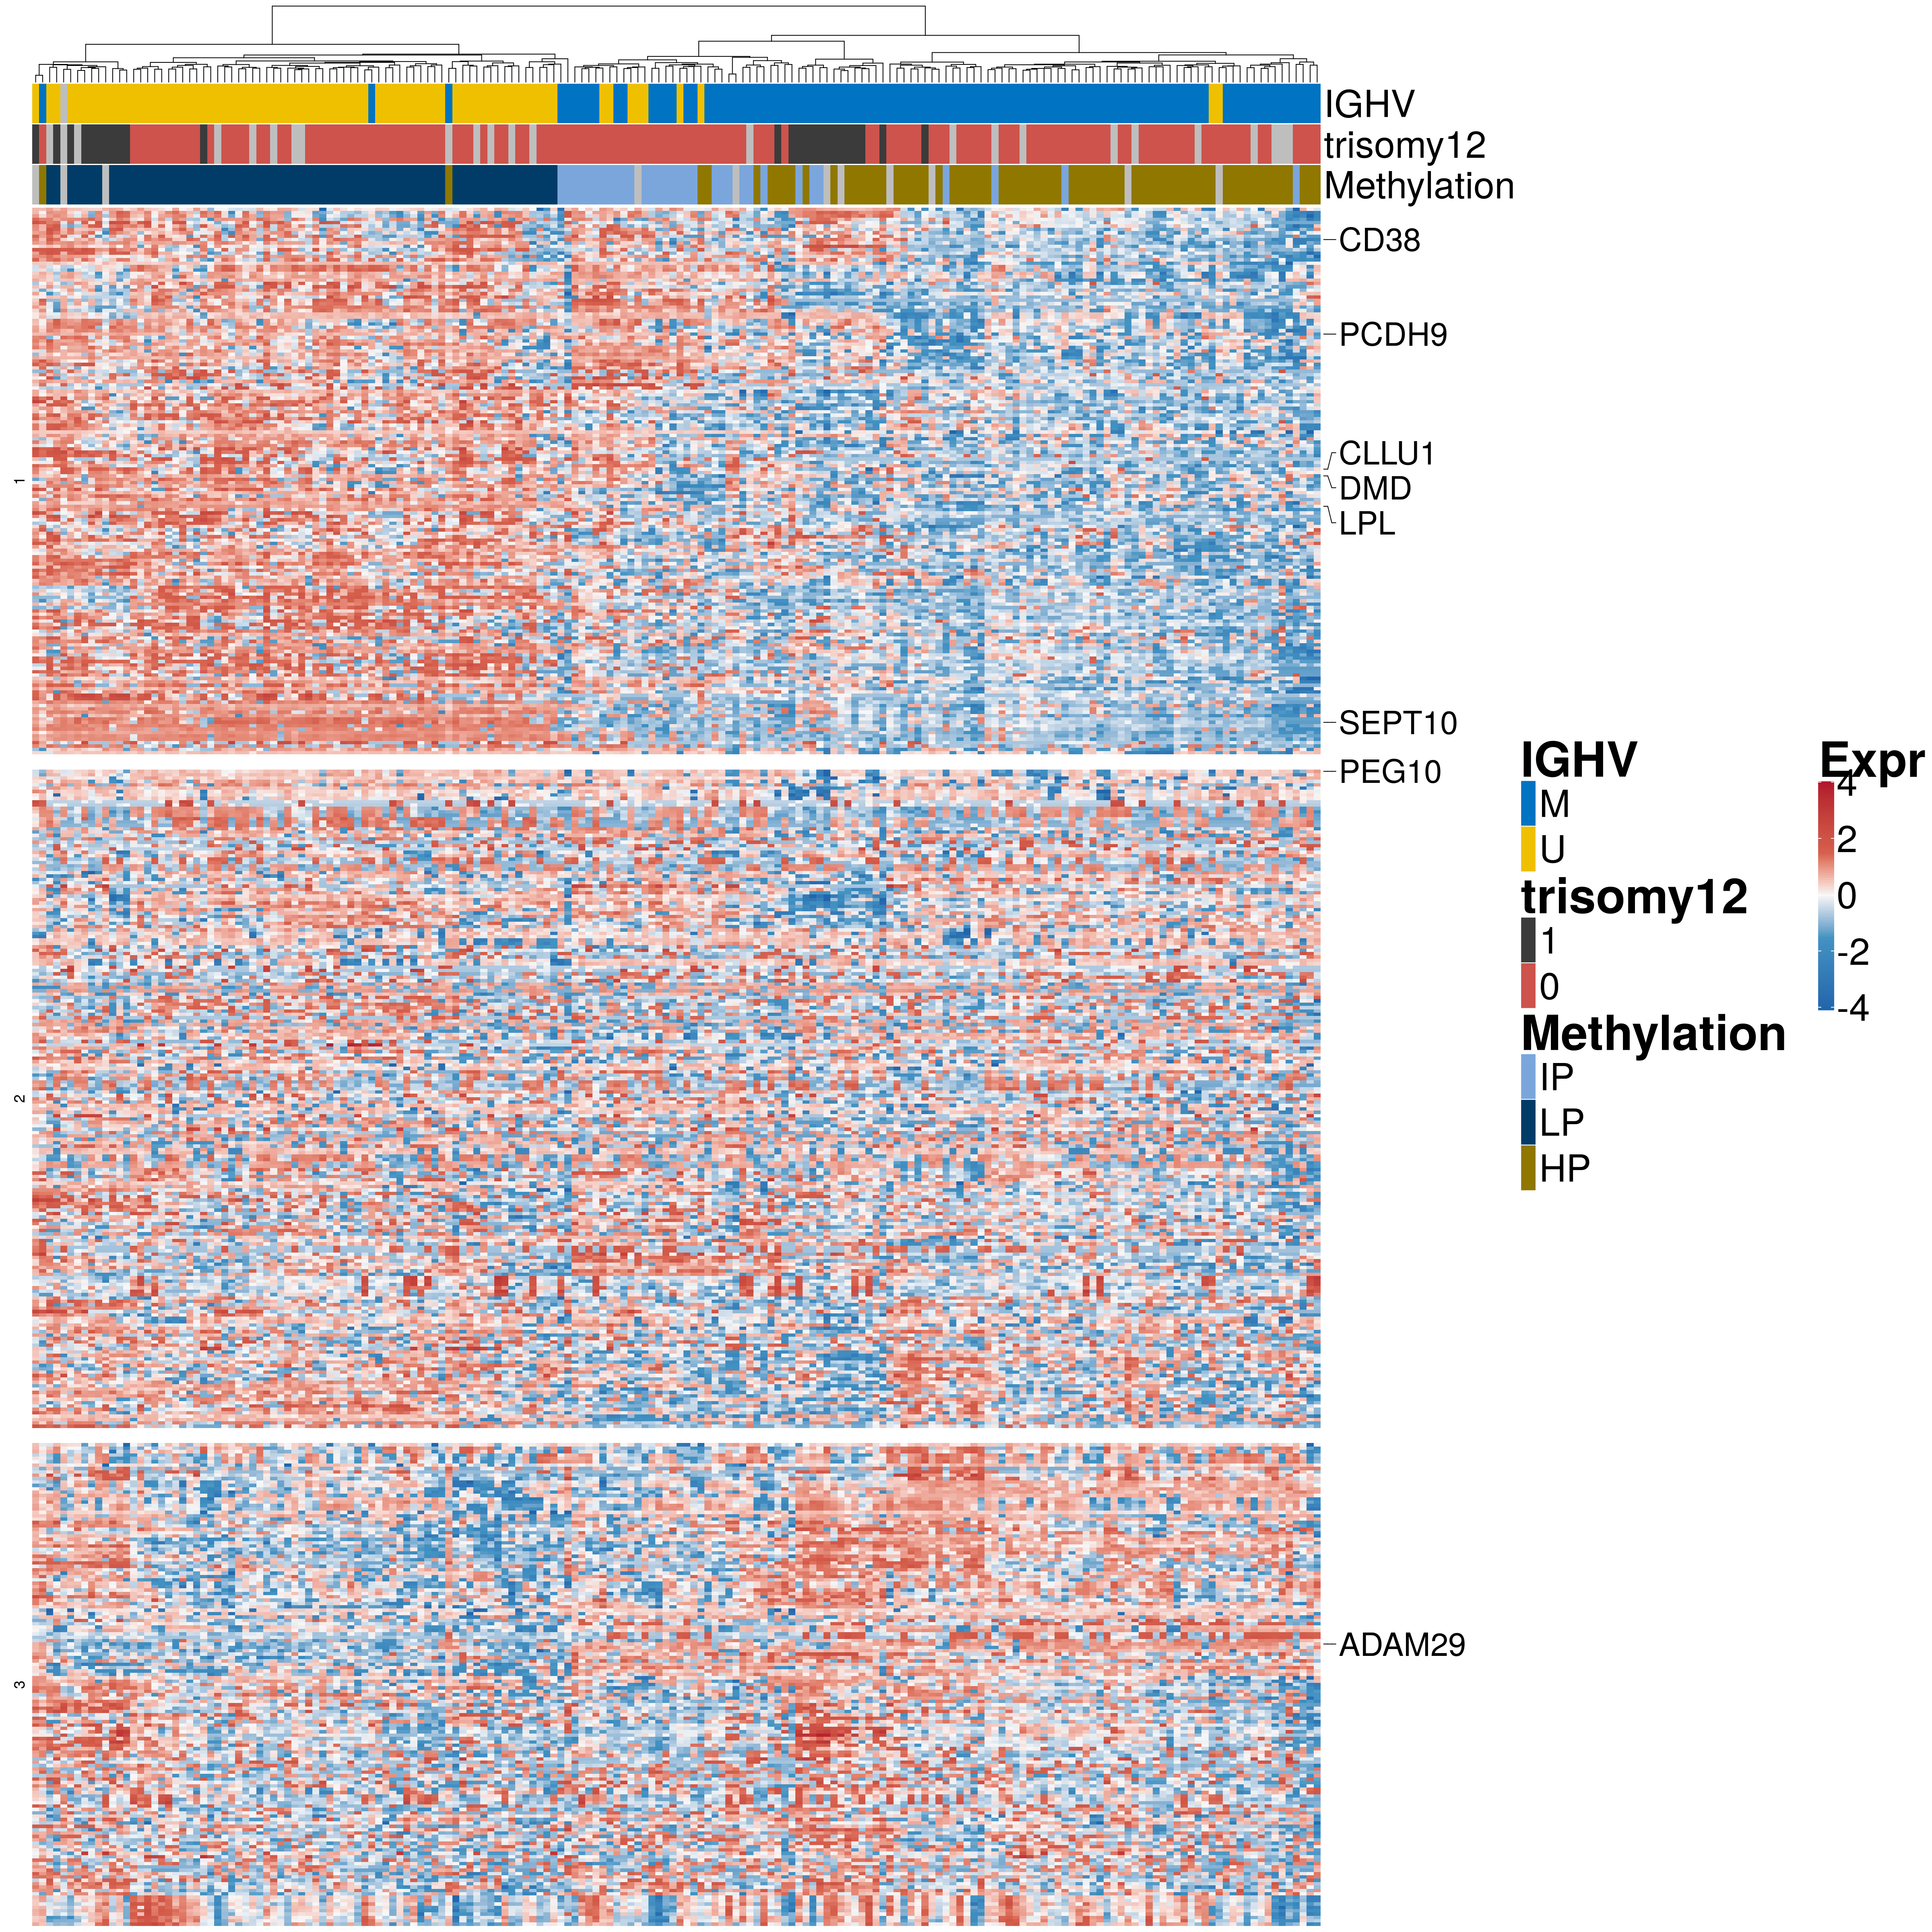 IGHV
trisomy12
Methylation
CD38
PCDH9
CLLU1
DMD
LPL
SEPT10
PEG10
ADAM29
1
2
3
IGHV
M
U
trisomy12
1
0
Methylation
IP
LP
HP
Expr
4
2
0
-2
-4